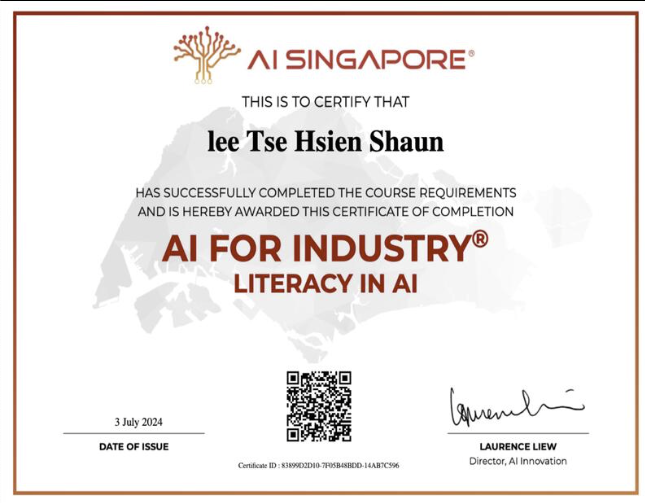 AI SINGAPORE®
THIS IS TO CERTIFY THAT
lee Tse Hsien Shaun
HAS SUCCESSFULLY COMPLETED THE COURSE REQUIREMENTS
AND IS HEREBY AWARDED THIS CERTIFICATE OF COMPLETION
AI FOR INDUSTRY®
LITERACY IN AI
3 July 2024
DATE OF ISSUE
LAURENCE LIEW
Director, AI Innovation
Certificate ID : 83899D2D10-7F05B48BDD-14AB7C596